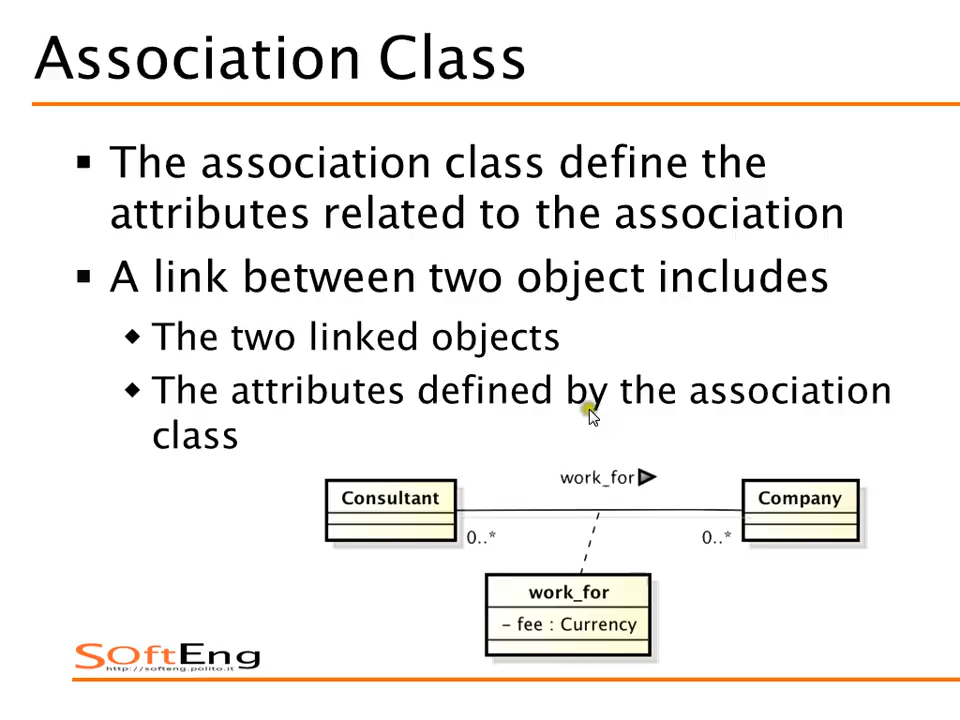 Association Class
▪ The association class define the
attributes related to the association
▪ A link between two object includes
◆ The two linked objects
◆ The attributes defined by the association
class
work_for
Consultant
Company
0..*
0..*
work_for
- fee : Currency
SOftEng
http://softeng.polito.it